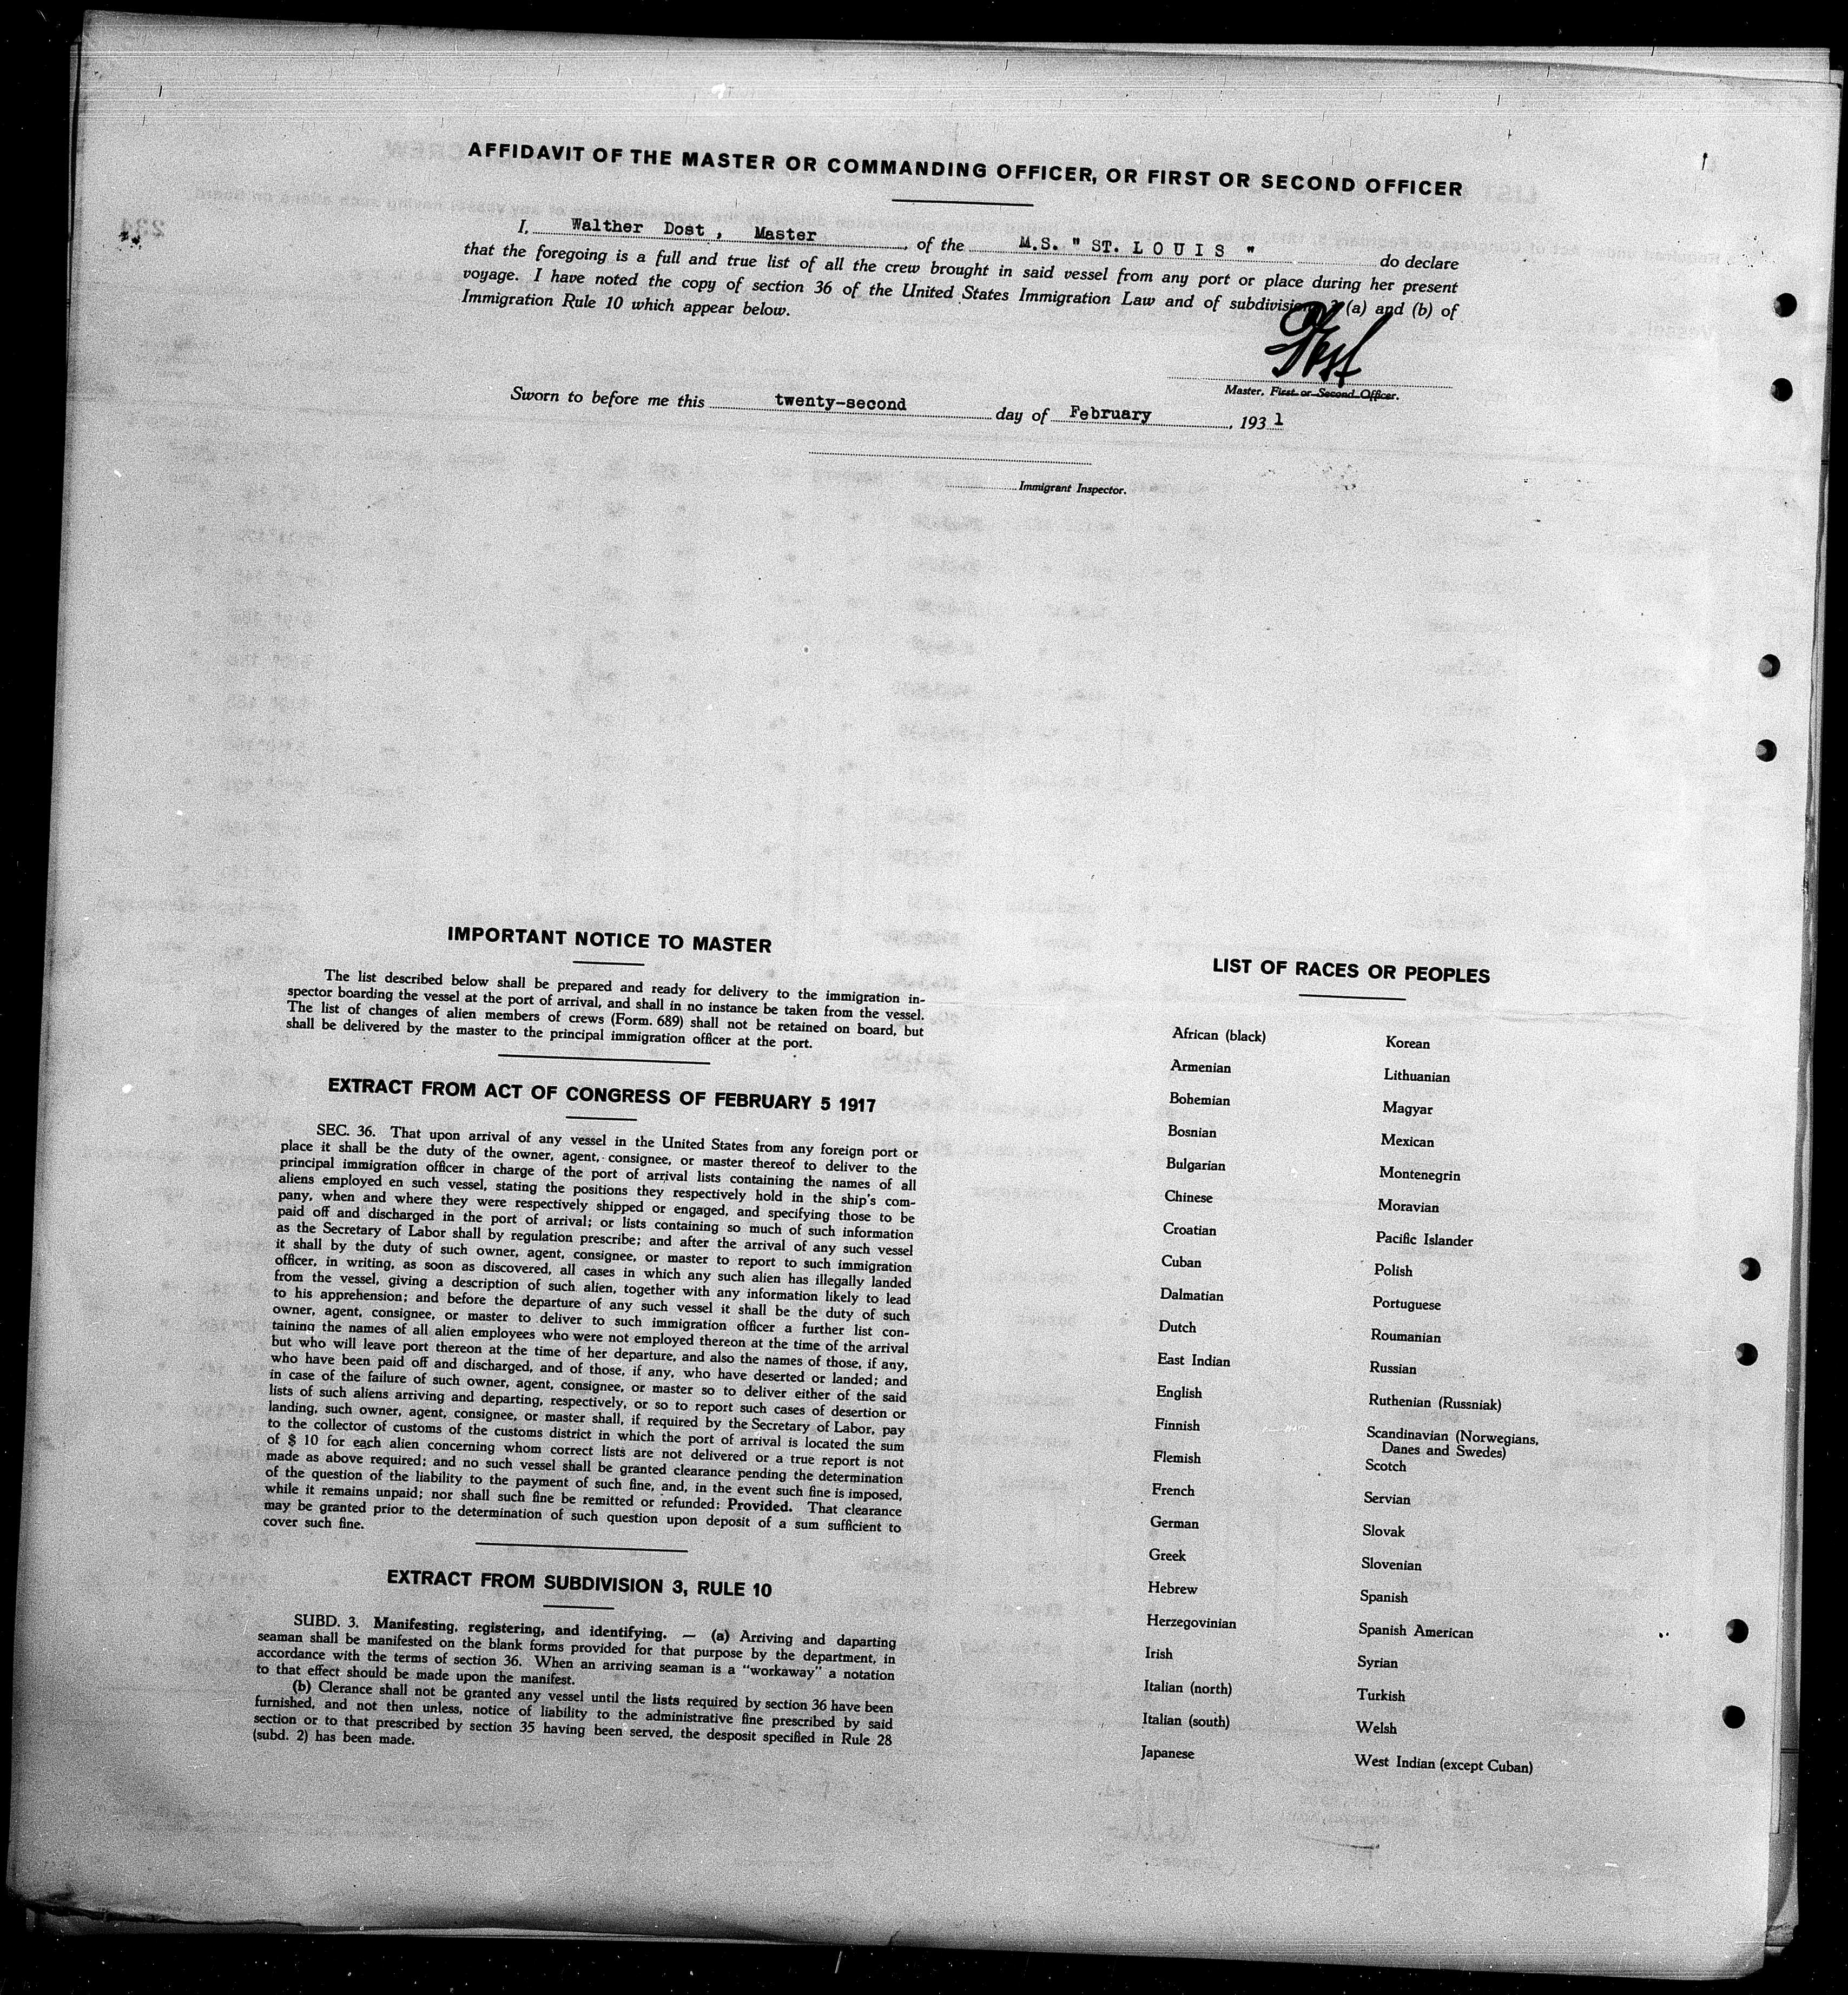 AFFIDAVIT OF THE MASTER OR COMMANDING OFFICER, OR FIRST OR SECOND OFFICER
I, Walther Dost , Master , of the M.S. " ST. L O U I S " do declare
that the foregoing is a full and true list of all the crew brought in said vessel from any port or place during her present
voyage. I have noted the copy of section 36 of the United States Immigration Law and of subdivision 3 (a) and (b) of
Immigration Rule 10 which appear below.
Dost
Master, First or Second Officer.
Sworn to before me this twenty-second day of February , 193 1
Immigrant Inspector.
IMPORTANT NOTICE TO MASTER
The list described below shall be prepared and ready for delivery to the immigration in-
spector boarding the vessel at the port of arrival, and shall in no instance be taken from the vessel.
The list of changes of alien members of crews (Form. 689) shall not be retained on board, but
shall be delivered by the master to the principal immigration officer at the port.
EXTRACT FROM ACT OF CONGRESS OF FEBRUARY 5 1917
SEC. 36. That upon arrival of any vessel in the United States from any foreign port or
place it shall be the duty of the owner, agent, consignee, or master thereof to deliver to the
principal immigration officer in charge of the port of arrival lists containing the names of all
aliens employed en such vessel, stating the positions they respectively hold in the ship's com-
pany, when and where they were respectively shipped or engaged, and specifying those to be
paid off and discharged in the port of arrival; or lists containing so much of such information
as the Secretary of Labor shall by regulation prescribe; and after the arrival of any such vessel
it shall by the duty of such owner, agent, consignee, or master to report to such immigration
officer, in writing, as soon as discovered, all cases in which any such alien has illegally landed
from the vessel, giving a description of such alien, together with any information likely to lead
to his apprehension; and before the departure of any such vessel it shall be the duty of such
owner, agent, consignee, or master to deliver to such immigration officer a further list con-
taining the names of all alien employees who were not employed thereon at the time of the arrival
but who will leave port thereon at the time of her departure, and also the names of those, if any,
who have been paid off and discharged, and of those, if any, who have deserted or landed; and
in case of the failure of such owner, agent, consignee, or master so to deliver either of the said
lists of such aliens arriving and departing, respectively, or so to report such cases of desertion or
landing, such owner, agent, consignee, or master shall, if required by the Secretary of Labor, pay
to the collector of customs of the customs district in which the port of arrival is located the sum
of $ 10 for each alien concerning whom correct lists are not delivered or a true report is not
made as above required; and no such vessel shall be granted clearance pending the determination
of the question of the liability to the payment of such fine, and, in the event such fine is imposed,
while it remains unpaid; nor shall such fine be remitted or refunded: Provided. That clearance
may be granted prior to the determination of such question upon deposit of a sum sufficient to
cover such fine.
EXTRACT FROM SUBDIVISION 3, RULE 10
SUBD. 3. Manifesting, registering, and identifying. — (a) Arriving and daparting
seaman shall be manifested on the blank forms provided for that purpose by the department, in
accordance with the terms of section 36. When an arriving seaman is a "workaway" a notation
to that effect should be made upon the manifest.
(b) Clerance shall not be granted any vessel until the lists required by section 36 have been
furnished, and not then unless, notice of liability to the administrative fine prescribed by said
section or to that prescribed by section 35 having been served, the desposit specified in Rule 28
(subd. 2) has been made.
LIST OF RACES OR PEOPLES
African (black)
Armenian
Bohemian
Bosnian
Bulgarian
Chinese
Croatian
Cuban
Dalmatian
Dutch
East Indian
English
Finnish
Flemish
French
German
Greek
Hebrew
Herzegovinian
Irish
Italian (north)
Italian (south)
Japanese
Korean
Lithuanian
Magyar
Mexican
Montenegrin
Moravian
Pacific Islander
Polish
Portuguese
Roumanian
Russian
Ruthenian (Russniak)
Scandinavian (Norwegians,
Danes and Swedes)
Scotch
Servian
Slovak
Slovenian
Spanish
Spanish American
Syrian
Turkish
Welsh
West Indian (except Cuban)